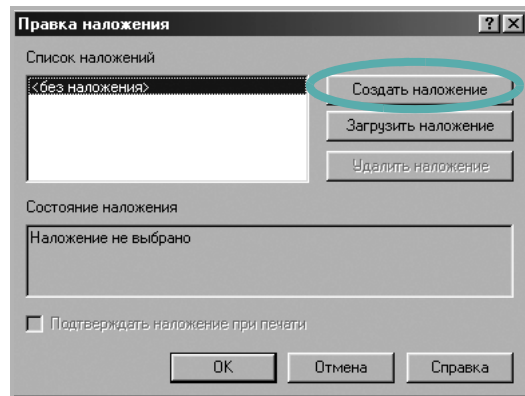 Правка наложения
Список наложений
<без наложения>
Создать наложение
Загрузить наложение
Удалить наложение
Состояние наложения
Наложение не выбрано
Подтверждать наложение при печати
OK
Отмена
Справка